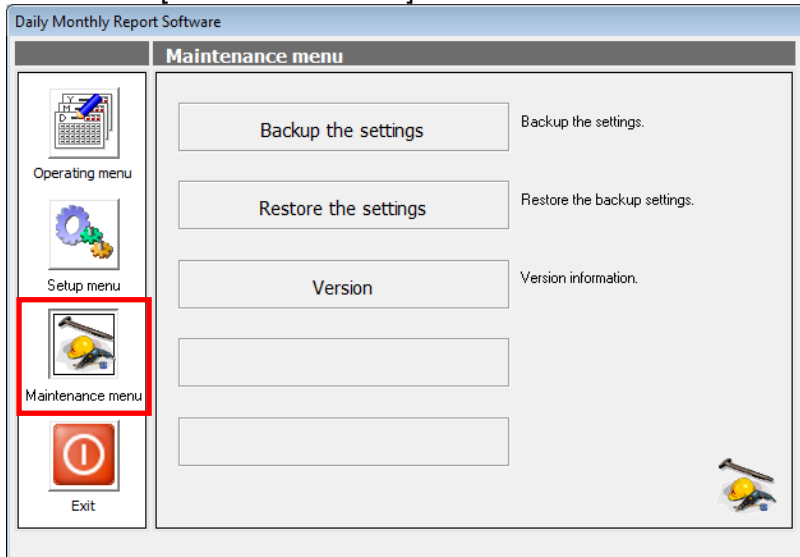 Daily Monthly Report Software
Maintenance menu
Operating menu
Setup menu
Maintenance menu
Exit
Backup the settings
Backup the settings.
Restore the settings
Restore the backup settings.
Version
Version information.